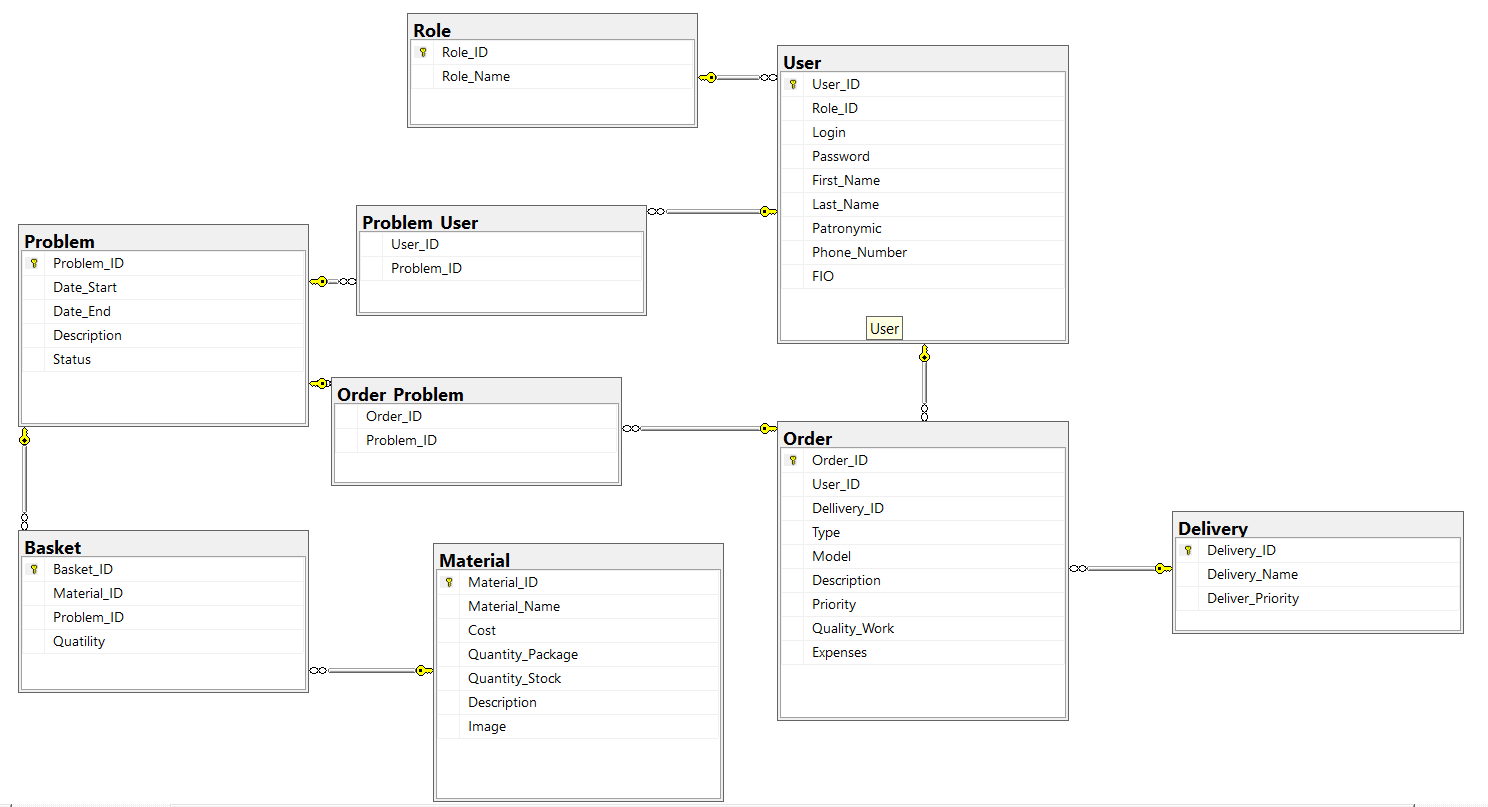 Role
Role_ID
Role_Name
User
User_ID
Role_ID
Login
Password
First_Name
Last_Name
Patronymic
Phone_Number
FIO
User
Problem_User
User_ID
Problem_ID
Problem
Problem_ID
Date_Start
Date_End
Description
Status
Order_Problem
Order_ID
Problem_ID
Order
Order_ID
User_ID
Dellivery_ID
Type
Model
Description
Priority
Quality_Work
Expenses
Delivery
Delivery_ID
Delivery_Name
Deliver_Priority
Basket
Basket_ID
Material_ID
Problem_ID
Quatility
Material
Material_ID
Material_Name
Cost
Quantity_Package
Quantity_Stock
Description
Image